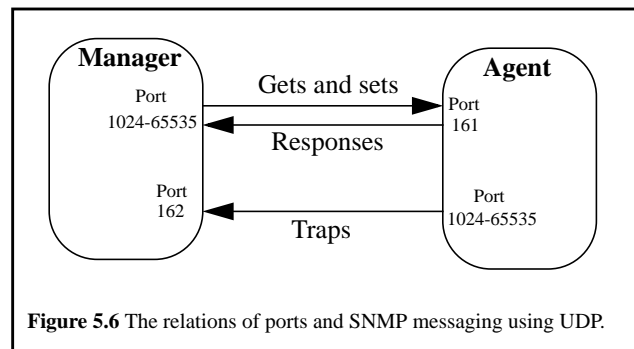 Manager
Agent
Gets and sets
Port
1024-65535
Port
161
Responses
Port
162
Port
1024-65535
Traps
Figure 5.6 The relations of ports and SNMP messaging using UDP.